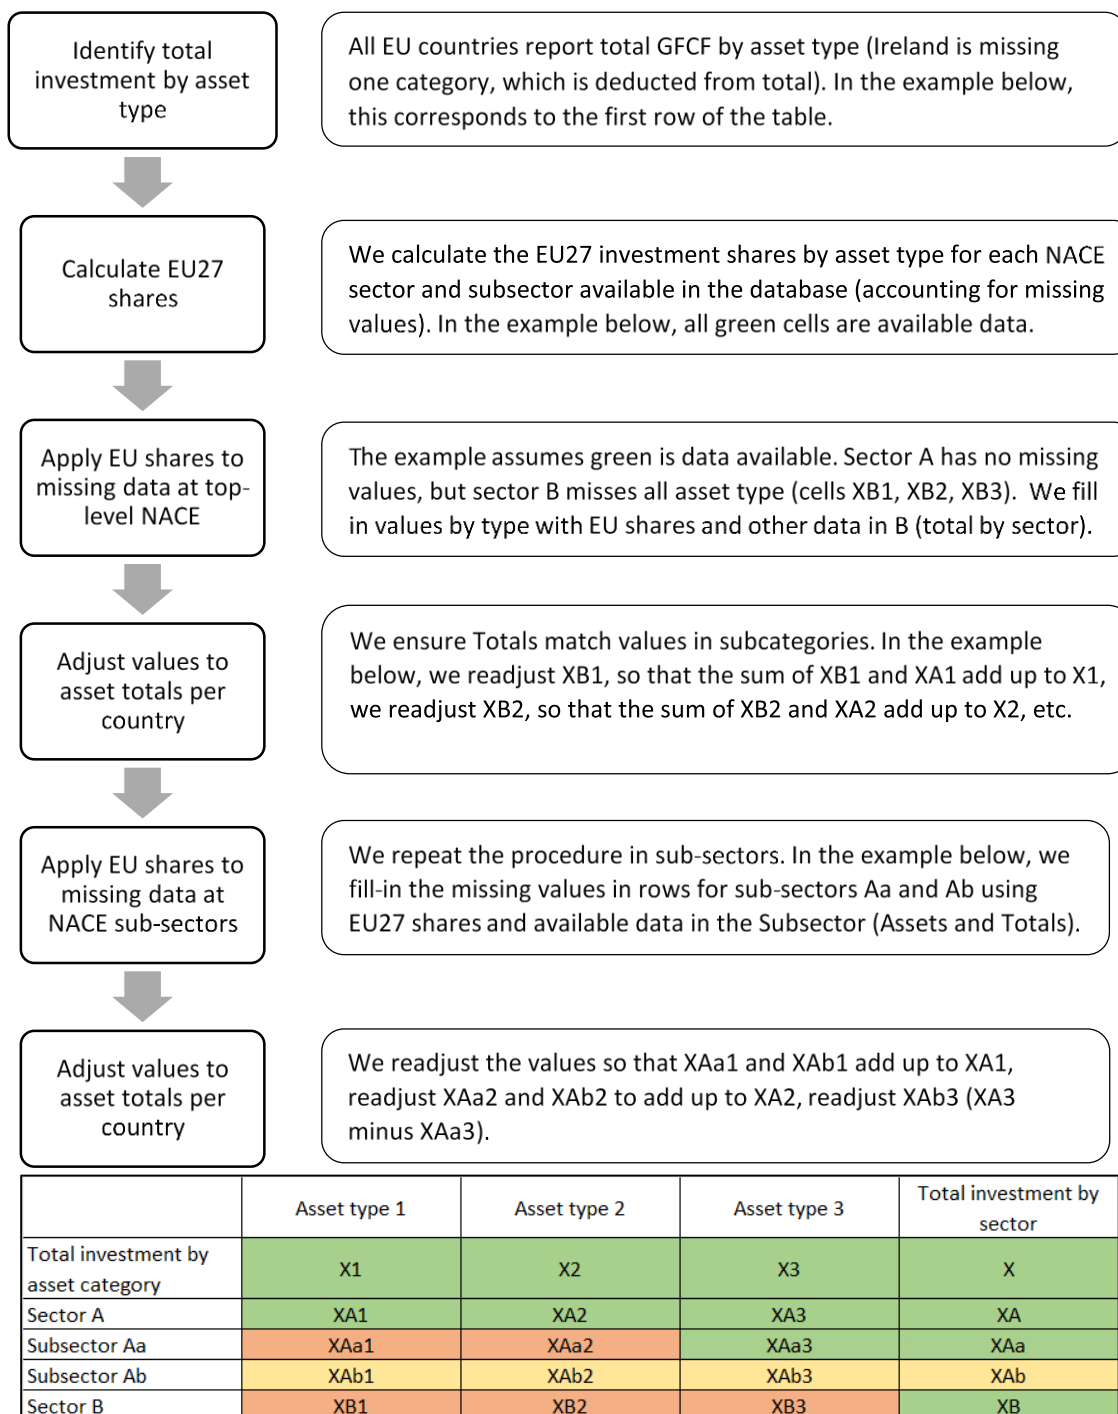 Identify total
investment by asset
type
All EU countries report total GFCF by asset type (Ireland is missing
one category, which is deducted from total). In the example below,
this corresponds to the first row of the table.
Calculate EU27
shares
We calculate the EU27 investment shares by asset type for each NACE
sector and subsector available in the database (accounting for missing
values). In the example below, all green cells are available data.
Apply EU shares to
missing data at top-
level NACE
The example assumes green is data available. Sector A has no missing
values, but sector B misses all asset type (cells XB1, XB2, XB3). We fill
in values by type with EU shares and other data in B (total by sector).
Adjust values to
asset totals per
country
We ensure Totals match values in subcategories. In the example
below, we readjust XB1, so that the sum of XB1 and XA1 add up to X1,
we readjust XB2, so that the sum of XB2 and XA2 add up to X2, etc.
Apply EU shares to
missing data at
NACE sub-sectors
We repeat the procedure in sub-sectors. In the example below, we
fill-in the missing values in rows for sub-sectors Aa and Ab using
EU27 shares and available data in the Subsector (Assets and Totals).
Adjust values to
asset totals per
country
We readjust the values so that XAa1 and XAb1 add up to XA1,
readjust XAa2 and XAb2 to add up to XA2, readjust XAb3 (XA3
minus XAa3).
Asset type 1 Asset type 2 Asset type 3 Total investment by
sector
Total investment by
asset category X1 X2 X3 X
Sector A XA1 XA2 XA3 XA
Subsector Aa XAa1 XAa2 XAa3 XAa
Subsector Ab XAb1 XAb2 XAb3 XAb
Sector B XB1 XB2 XB3 XB